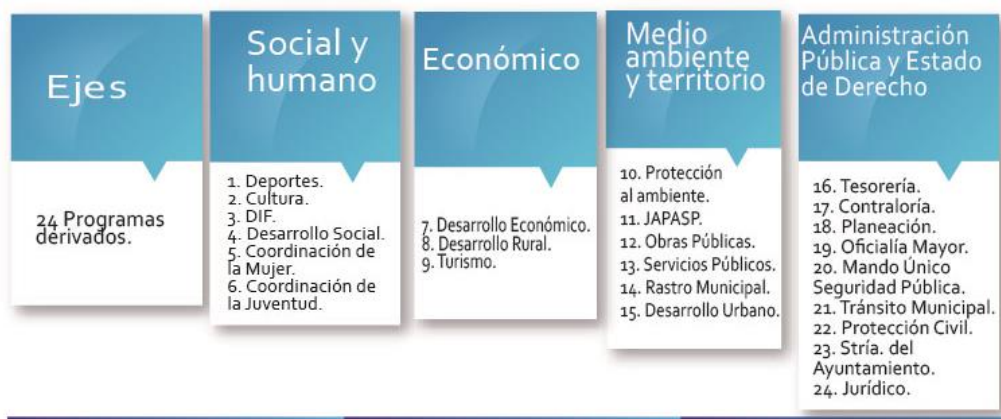 Ejes
24 Programas
derivados.
Social y
humano
1. Deportes.
2. Cultura.
3. DIF.
4. Desarrollo Social.
5. Coordinación de
la Mujer.
6. Coordinación de
la Juventud.
Económico
7. Desarrollo Económico.
8. Desarrollo Rural.
9. Turismo.
Medio
ambiente
y territorio
10. Protección
al ambiente.
11. JAPASP.
12. Obras Públicas.
13. Servicios Públicos.
14. Rastro Municipal.
15. Desarrollo Urbano.
Administración
Pública y Estado
de Derecho
16. Tesorería.
17. Contraloría.
18. Planeación.
19. Oficialía Mayor.
20. Mando Único
Seguridad Pública.
21. Tránsito Municipal.
22. Protección Civil.
23. Stría. del
Ayuntamiento.
24. Jurídico.